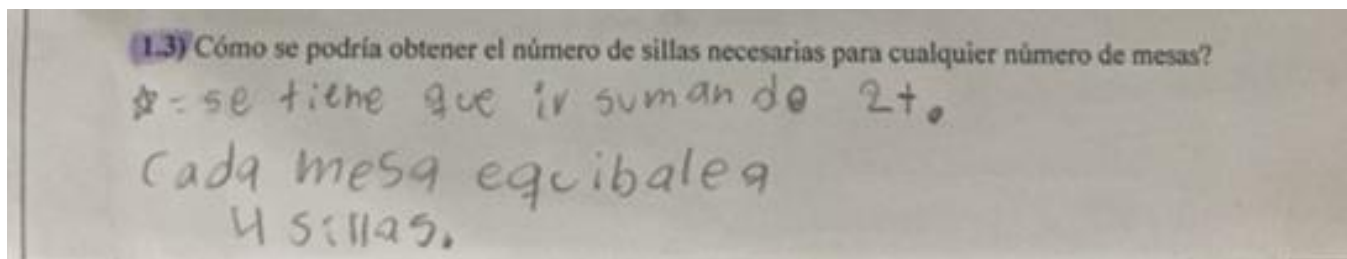 1.3) Cómo se podría obtener el número de sillas necesarias para cualquier número de mesas?
☆ = se tiene que ir sumando 2+.
Cada mesa equibalea
4 sillas.